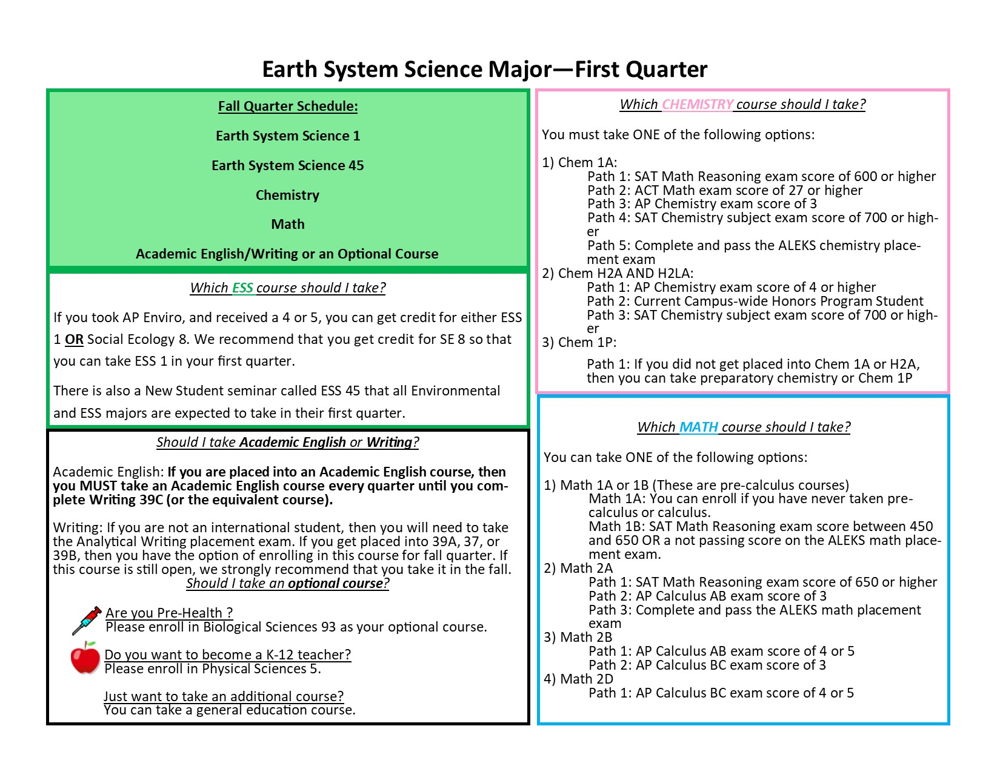 Earth System Science Major—First Quarter
Fall Quarter Schedule:
Earth System Science 1
Earth System Science 45
Chemistry
Math
Academic English/Writing or an Optional Course
Which ESS course should I take?
If you took AP Enviro, and received a 4 or 5, you can get credit for either ESS
1 OR Social Ecology 8. We recommend that you get credit for SE 8 so that
you can take ESS 1 in your first quarter.
There is also a New Student seminar called ESS 45 that all Environmental
and ESS majors are expected to take in their first quarter.
Should I take Academic English or Writing?
Academic English: If you are placed into an Academic English course, then
you MUST take an Academic English course every quarter until you com-
plete Writing 39C (or the equivalent course).
Writing: If you are not an international student, then you will need to take
the Analytical Writing placement exam. If you get placed into 39A, 37, or
39B, then you have the option of enrolling in this course for fall quarter. If
this course is still open, we strongly recommend that you take it in the fall.
Should I take an optional course?
Are you Pre-Health ?
Please enroll in Biological Sciences 93 as your optional course.
Do you want to become a K-12 teacher?
Please enroll in Physical Sciences 5.
Just want to take an additional course?
You can take a general education course.
Which CHEMISTRY course should I take?
You must take ONE of the following options:
1) Chem 1A:
Path 1: SAT Math Reasoning exam score of 600 or higher
Path 2: ACT Math exam score of 27 or higher
Path 3: AP Chemistry exam score of 3
Path 4: SAT Chemistry subject exam score of 700 or high-
er
Path 5: Complete and pass the ALEKS chemistry place-
ment exam
2) Chem H2A AND H2LA:
Path 1: AP Chemistry exam score of 4 or higher
Path 2: Current Campus-wide Honors Program Student
Path 3: SAT Chemistry subject exam score of 700 or high-
er
3) Chem 1P:
Path 1: If you did not get placed into Chem 1A or H2A,
then you can take preparatory chemistry or Chem 1P
Which MATH course should I take?
You can take ONE of the following options:
1) Math 1A or 1B (These are pre-calculus courses)
Math 1A: You can enroll if you have never taken pre-
calculus or calculus.
Math 1B: SAT Math Reasoning exam score between 450
and 650 OR a not passing score on the ALEKS math place-
ment exam.
2) Math 2A
Path 1: SAT Math Reasoning exam score of 650 or higher
Path 2: AP Calculus AB exam score of 3
Path 3: Complete and pass the ALEKS math placement
exam
3) Math 2B
Path 1: AP Calculus AB exam score of 4 or 5
Path 2: AP Calculus BC exam score of 3
4) Math 2D
Path 1: AP Calculus BC exam score of 4 or 5